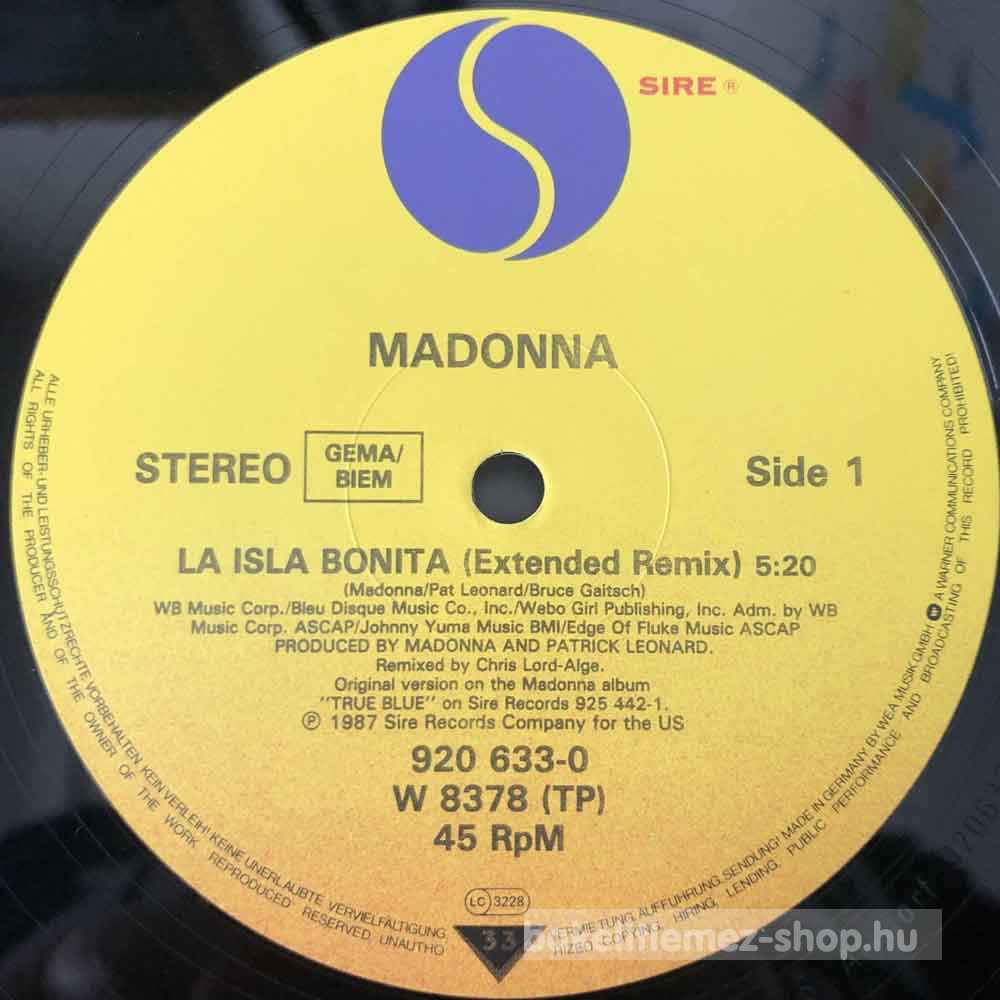 SIRE ®
MADONNA
STEREO
GEMA/
BIEM
Side 1
LA ISLA BONITA (Extended Remix) 5:20
(Madonna/Pat Leonard/Bruce Gaitsch)
WB Music Corp./Bleu Disque Music Co., Inc./Webo Girl Publishing, Inc. Adm. by WB
Music Corp. ASCAP/Johnny Yuma Music BMI/Edge Of Fluke Music ASCAP
PRODUCED BY MADONNA AND PATRICK LEONARD.
Remixed by Chris Lord-Alge.
Original version on the Madonna album
"TRUE BLUE" on Sire Records 925 442-1.
℗ 1987 Sire Records Company for the US
920 633-0
W 8378 (TP)
45 RpM
LC 3228
33
ALLE URHEBER- UND LEISTUNGSSCHUTZRECHTE VORBEHALTEN. KEIN VERLEIH! KEINE UNERLAUBTE VERVIELFÄLTIGUNG, VERMIETUNG, AUFFÜHRUNG, SENDUNG! MADE IN GERMANY BY WEA MUSIK GMBH A WARNER COMMUNICATIONS COMPANY
ALL RIGHTS OF THE PRODUCER AND OF THE OWNER OF THE WORK REPRODUCED RESERVED. UNAUTHORIZED COPYING, HIRING, LENDING, PUBLIC PERFORMANCE AND BROADCASTING OF THIS RECORD PROHIBITED!